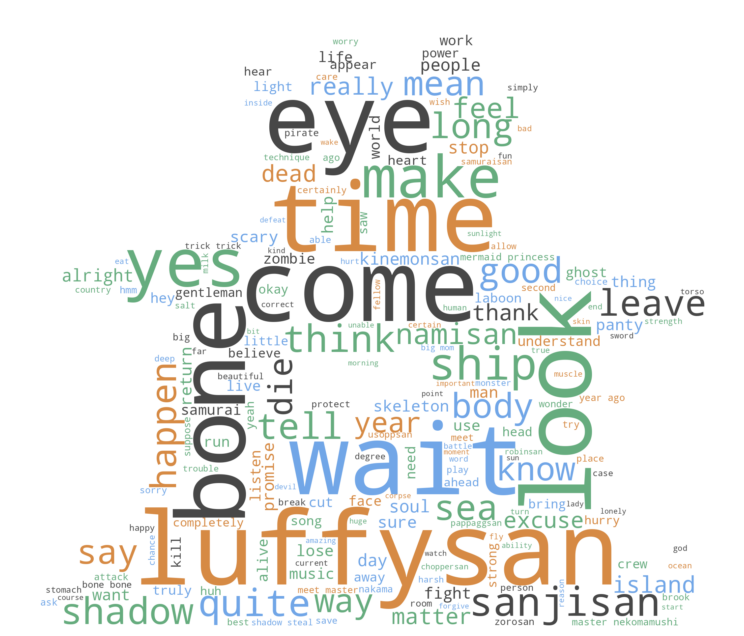 worry
work
life
power
hear
appear
people
care
light
really
mean
simply
inside
wish
feel
eye
long
pirate
world
bad
wake
stop
technique
ago
heart
samuraisan
fun
dead
make
certainly
time
help
saw
defeat
scary
able
sunlight
allow
trick trick
kind
yes
milk
zombie
hurt
kinemonsan
mermaid princess
eat
hmm
good
ghost
torso
alright
second
choice
thing
country
hey
gentleman
okay
come
fellow
human
laboon
nice
end
leave
salt
correct
thank
skin
panty
strength
big
bit
unable
certain
namisan
sword
little
think
understand
far
believe
morning
big mom
true
look
deep
return
beautiful
ship
muscle
live
die
important
monster
happen
bone
point
man
year ago
samurai
yeah
protect
skeleton
body
wonder
suppose
tell
year
use
head
try
run
usoppsan
meet
battle
moment
robinsan
trouble
degree
need
word
sun
place
listen
promise
wait
play
know
case
sorry
devil
ahead
break
cut
face
corpse
soul
bring
lady
lonely
happy
completely
song
huge
sure
sea
turn
pappaggsan
excuse
hurry
chance
kill
luffysan
amazing
fly
ability
say
alive
lose
watch
strong
god
current
day
choppersan
crew
ocean
attack
music
stomach
bone bone
away
harsh
person
reason
island
course
want
truly
huh
meet master
nakama
fight
sanjisan
brook
ask
shadow
quite
way
room
forgive
start
best
shadow steal
save
matter
zorosan
master nekomamushi